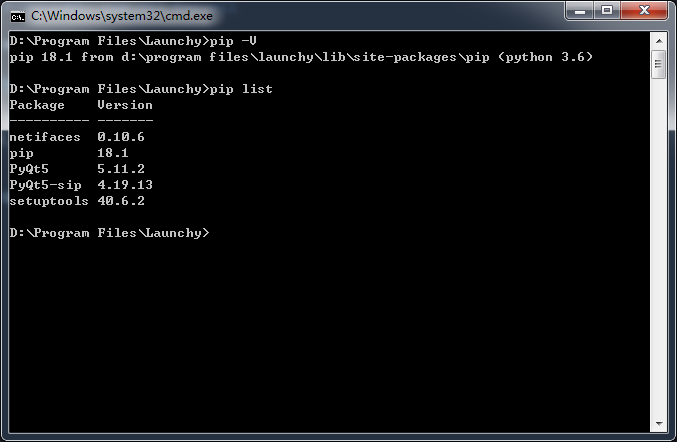 C:\Windows\system32\cmd.exe
D:\Program Files\Launchy>pip -V
pip 18.1 from d:\program files\launchy\lib\site-packages\pip (python 3.6)
D:\Program Files\Launchy>pip list
Package    Version
---------- -------
netifaces  0.10.6
pip        18.1
PyQt5      5.11.2
PyQt5-sip  4.19.13
setuptools 40.6.2
D:\Program Files\Launchy>